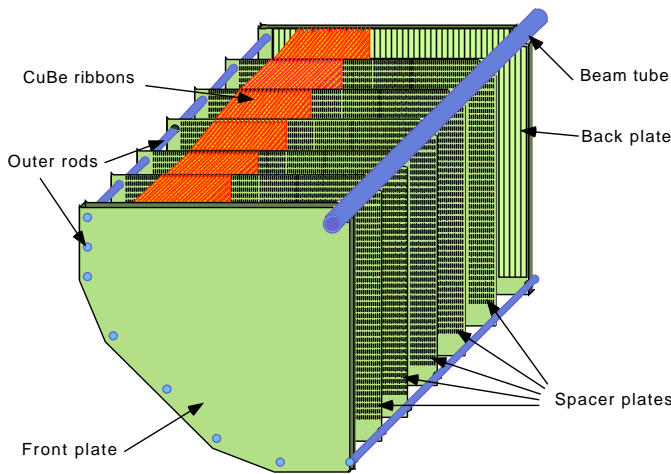 CuBe ribbons
Beam tube
Back plate
Outer rods
Spacer plates
Front plate